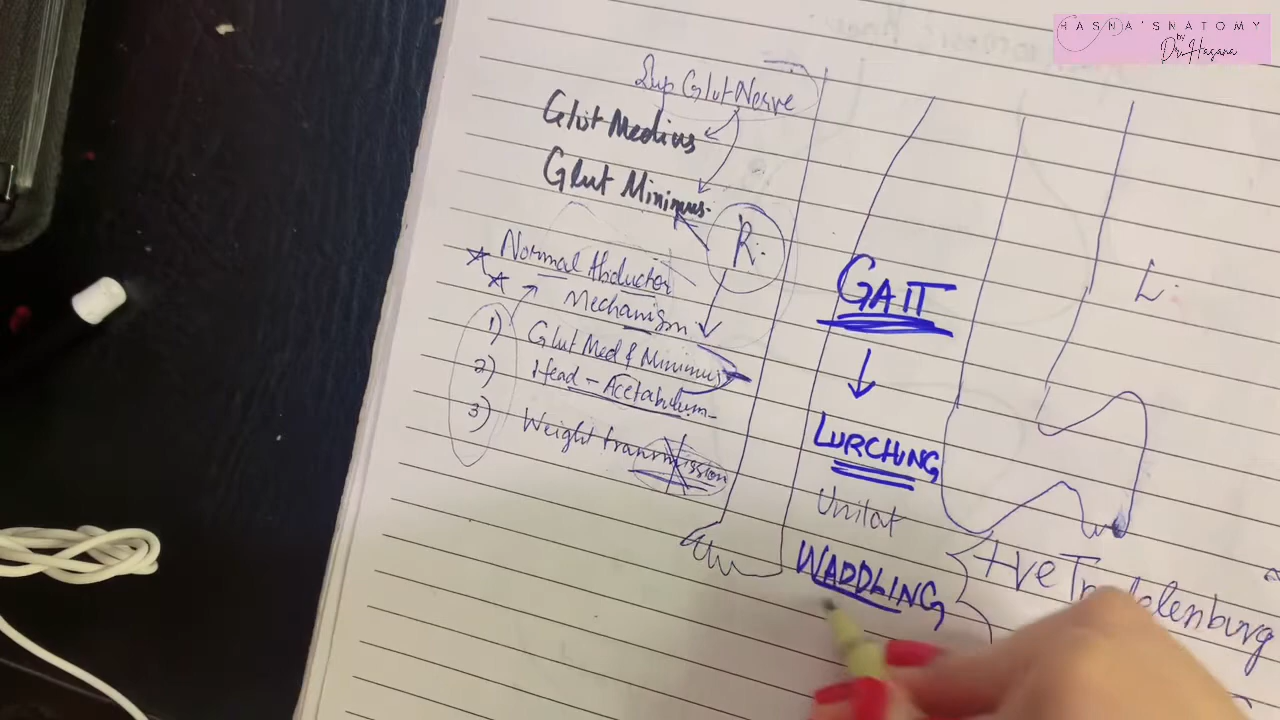 HASNA'SNATOMY
by
Dr. Hasana
Sup Glut Nerve
Glut Medius
Glut Minimus.
R.
Normal Abductor
Mechanism
1) Glut Med & Minimus
2) Head - Acetabulum
3) Weight transmission
L.
GAIT
LURCHING
Unilat
WADDLING
+ve Trendelenburg